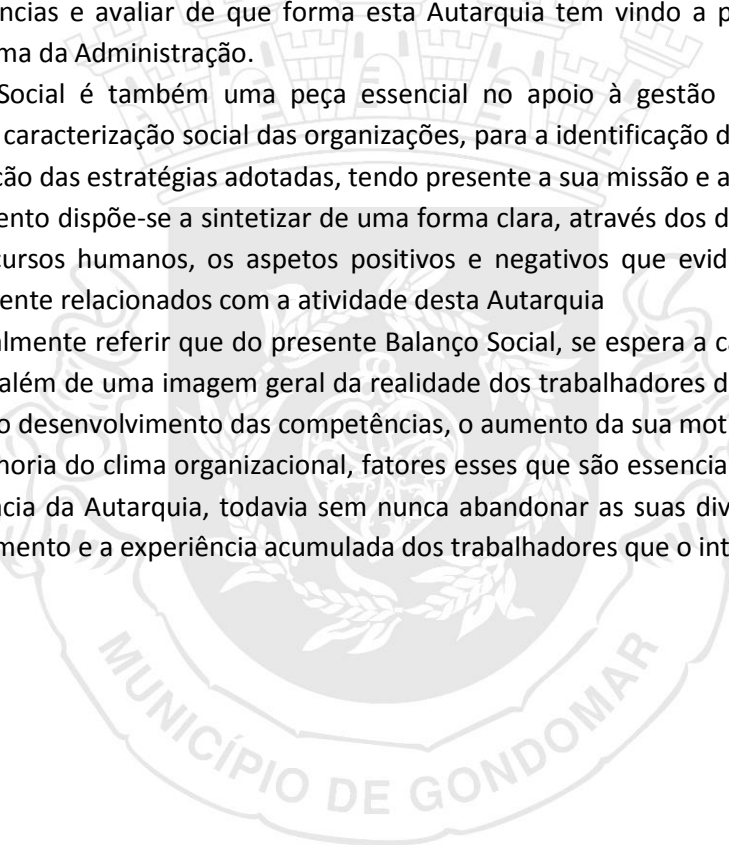 ncias e avaliar de que forma esta Autarquia tem vindo a p
ma da Administração.
Social é também uma peça essencial no apoio à gestão
caracterização social das organizações, para a identificação d
ção das estratégias adotadas, tendo presente a sua missão e a
ento dispõe-se a sintetizar de uma forma clara, através dos d
cursos humanos, os aspetos positivos e negativos que evid
ente relacionados com a atividade desta Autarquia
lmente referir que do presente Balanço Social, se espera a ca
além de uma imagem geral da realidade dos trabalhadores d
o desenvolvimento das competências, o aumento da sua mot
horia do clima organizacional, fatores esses que são essencia
ncia da Autarquia, todavia sem nunca abandonar as suas div
mento e a experiência acumulada dos trabalhadores que o int
MUNICÍPIO DE GONDOMAR